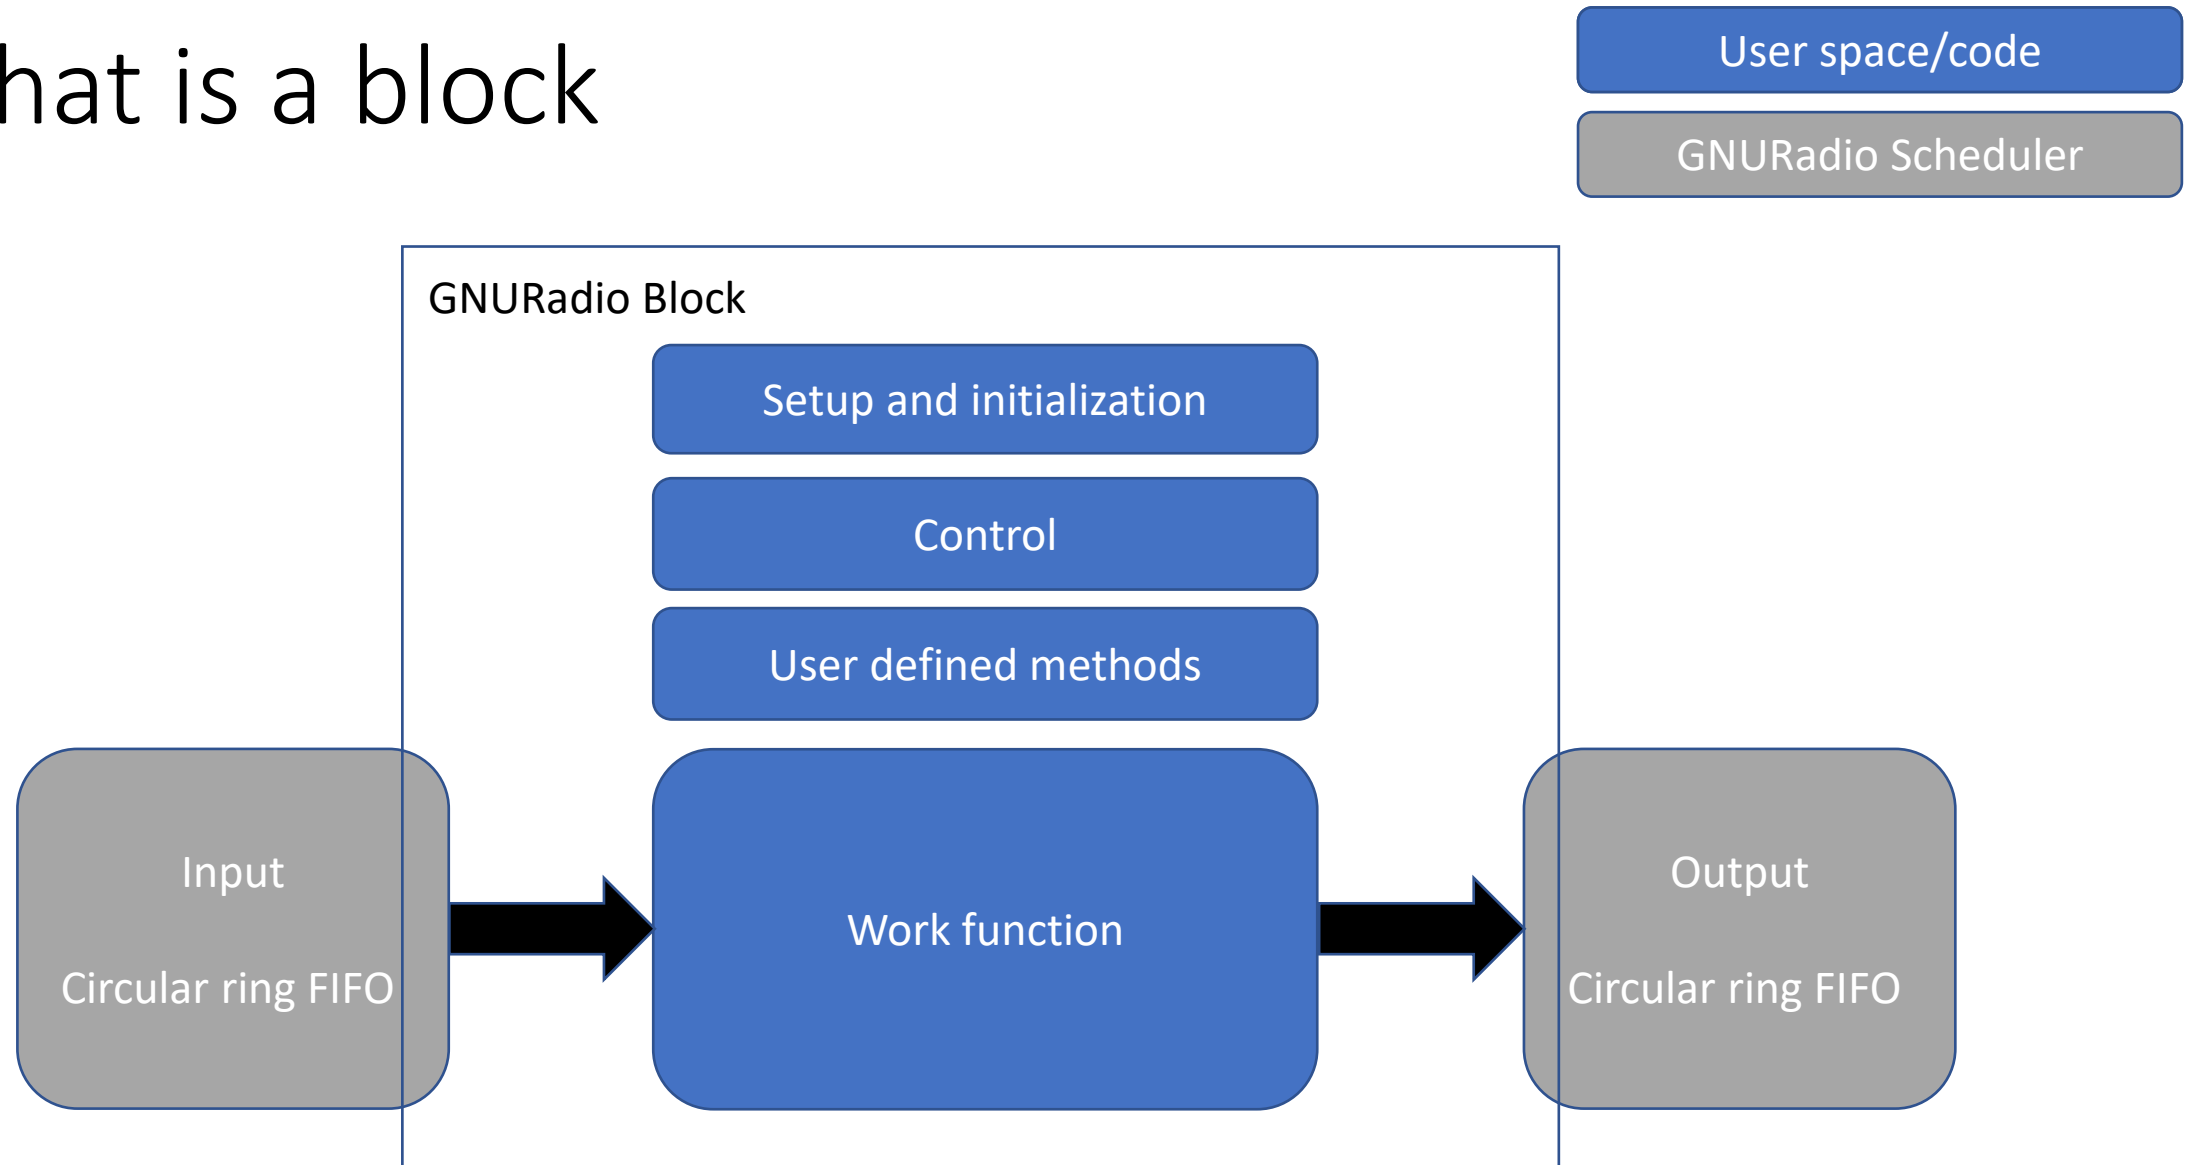 hat is a block
User space/code
GNURadio Scheduler
GNURadio Block
Setup and initialization
Control
User defined methods
Input
Circular ring FIFO
Work function
Output
Circular ring FIFO